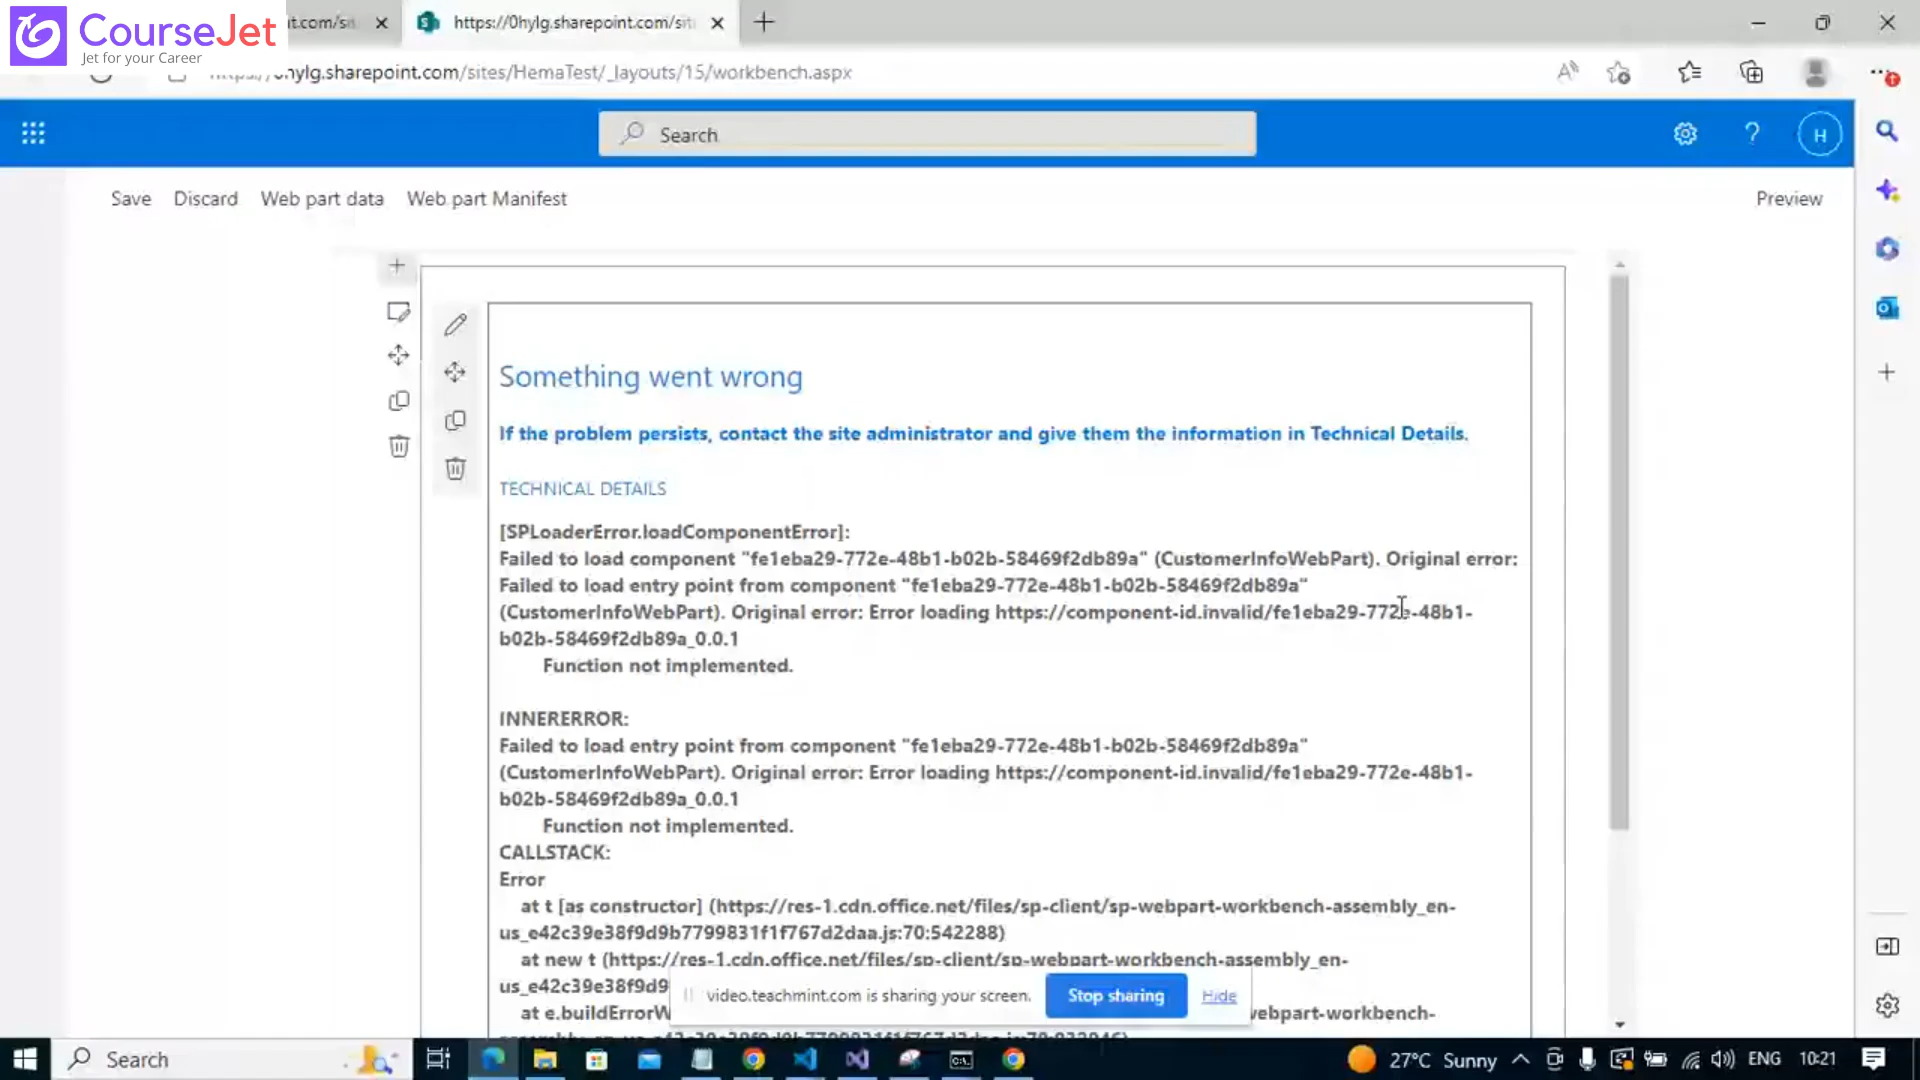 CourseJet
Jet for your Career
it.com/si
https://0hylg.sharepoint.com/sit
0hylg.sharepoint.com/sites/HemaTest/_layouts/15/workbench.aspx
Search
?
H
Save Discard Web part data Web part Manifest Preview
Something went wrong
If the problem persists, contact the site administrator and give them the information in Technical Details.
TECHNICAL DETAILS
[SPLoaderError.loadComponentError]:
Failed to load component "fe1eba29-772e-48b1-b02b-58469f2db89a" (CustomerInfoWebPart). Original error:
Failed to load entry point from component "fe1eba29-772e-48b1-b02b-58469f2db89a"
(CustomerInfoWebPart). Original error: Error loading https://component-id.invalid/fe1eba29-772e-48b1-
b02b-58469f2db89a_0.0.1
Function not implemented.
INNERERROR:
Failed to load entry point from component "fe1eba29-772e-48b1-b02b-58469f2db89a"
(CustomerInfoWebPart). Original error: Error loading https://component-id.invalid/fe1eba29-772e-48b1-
b02b-58469f2db89a_0.0.1
Function not implemented.
CALLSTACK:
Error
at t [as constructor] (https://res-1.cdn.office.net/files/sp-client/sp-webpart-workbench-assembly_en-
us_e42c39e38f9d9b7799831f1f767d2daa.js:70:542288)
at new t (https://res-1.cdn.office.net/files/sp-client/sp-webpart-workbench-assembly_en-
us_e42c39e38f9d9
at e.buildErrorW
ebpart-workbench-
video.teachmint.com is sharing your screen. Stop sharing Hide
Search
27°C Sunny ENG 10:21